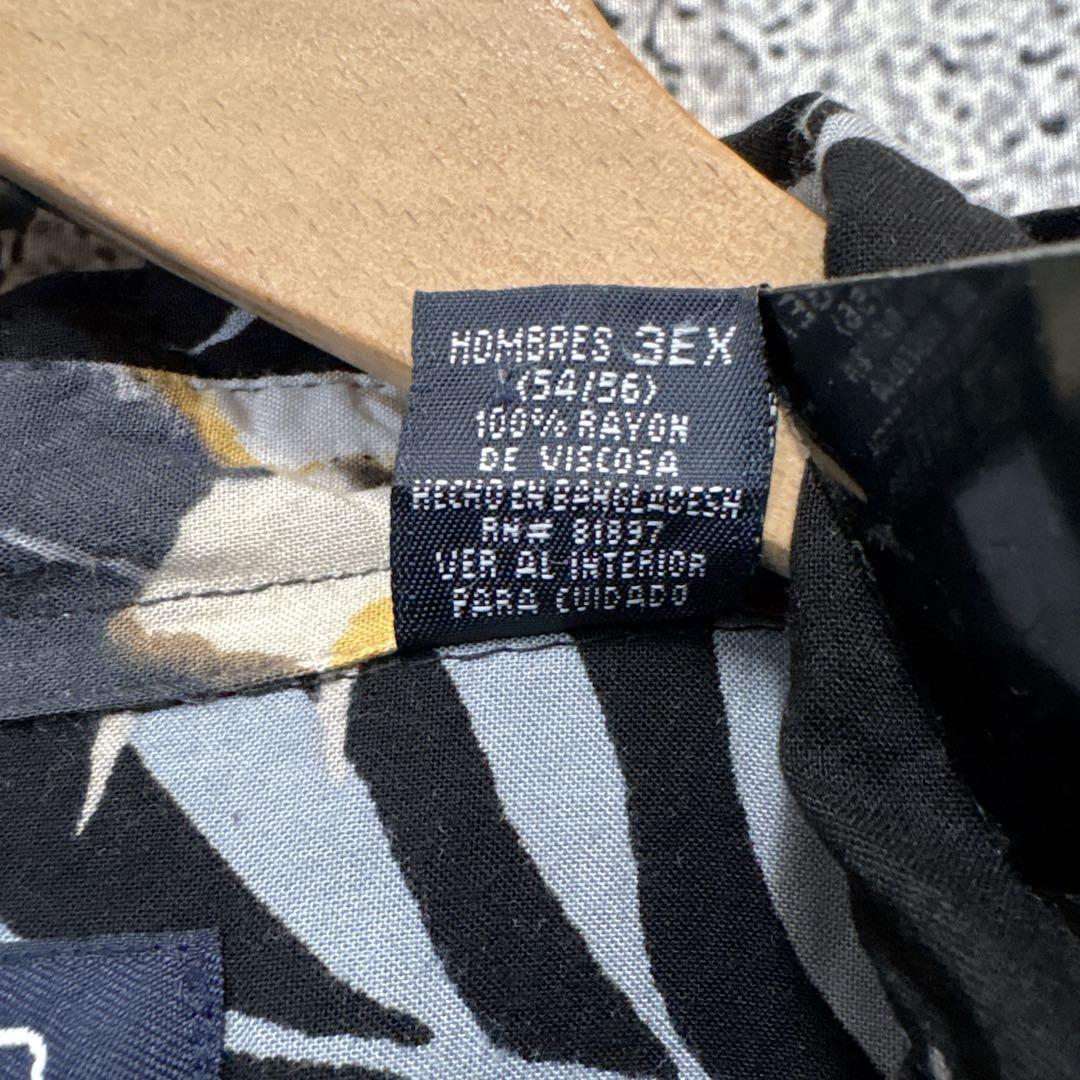 HOMBRES 3EX
(54/56)
100% RAYON
DE VISCOSA
HECHO EN BANGLADESH
RN# 81897
VER AL INTERIOR
PARA CUIDADO